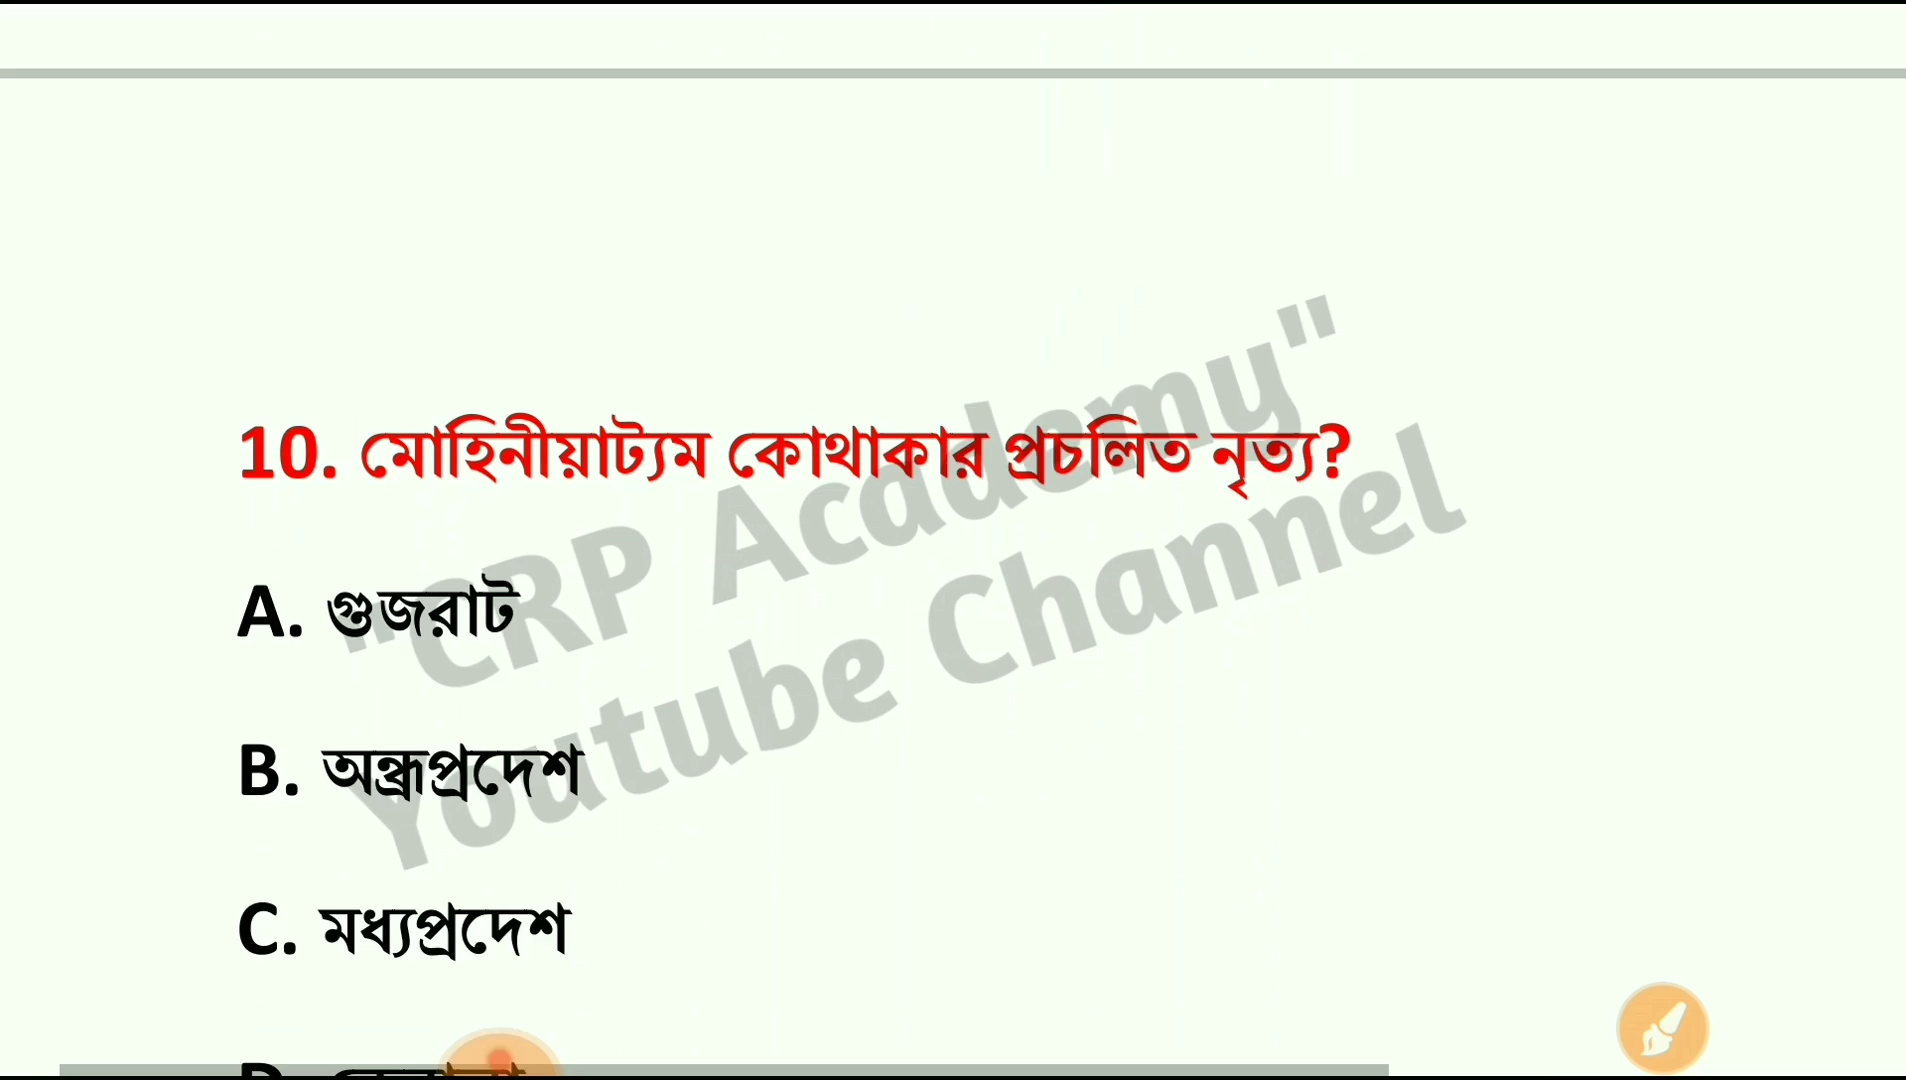 10. মোহিনীয়াট্যম কোথাকার প্রচলিত নৃত্য?
"CRP Academy"
Youtube Channel
A. গুজরাট
B. অন্ধ্রপ্রদেশ
C. মধ্যপ্রদেশ
D.